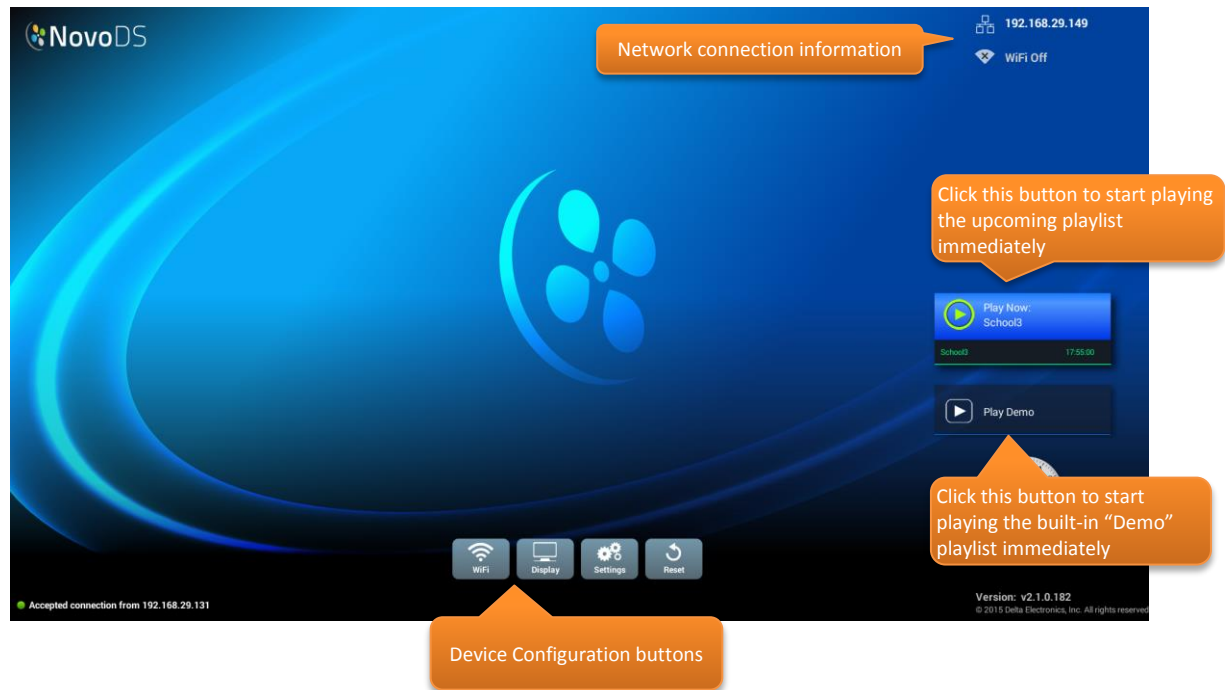 NovoDS
Network connection information
192.168.29.149
WiFi Off
Click this button to start playing
the upcoming playlist
immediately
Play Now:
School3
School3 17:55:00
Play Demo
Click this button to start
playing the built-in “Demo”
playlist immediately
WiFi Display Settings Reset
Accepted connection from 192.168.29.131
Version: v2.1.0.182
© 2015 Delta Electronics, Inc. All rights reserved
Device Configuration buttons